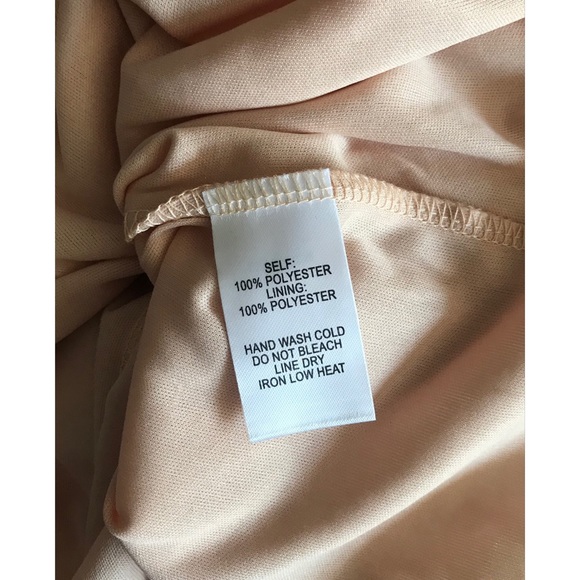 SELF:
100% POLYESTER
LINING:
100% POLYESTER
HAND WASH COLD
DO NOT BLEACH
LINE DRY
IRON LOW HEAT